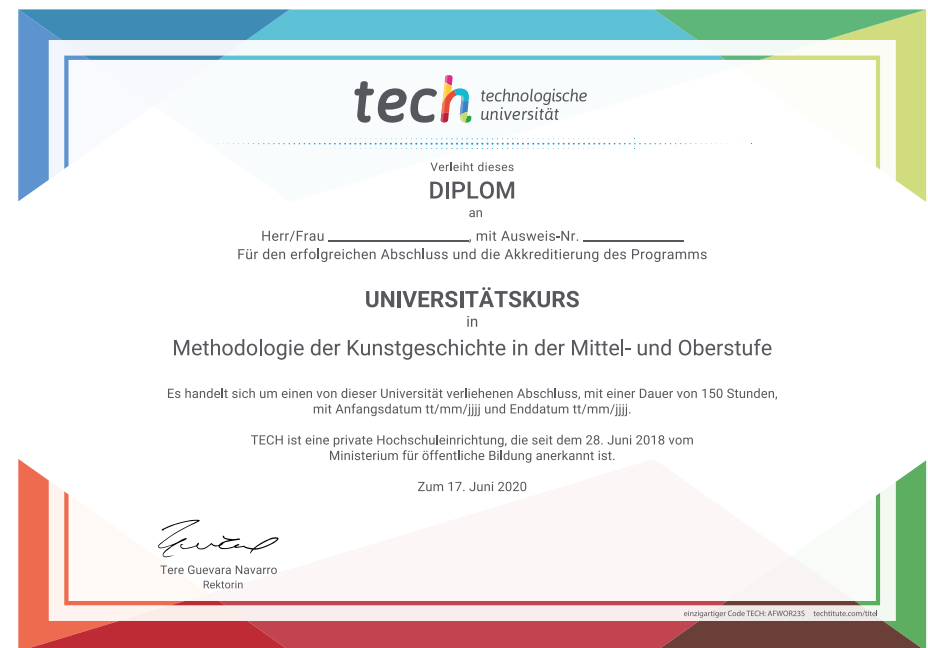 tech technologische
universität
Verleiht dieses
DIPLOM
an
Herr/Frau ____________________, mit Ausweis-Nr. ______________
Für den erfolgreichen Abschluss und die Akkreditierung des Programms
UNIVERSITÄTSKURS
in
Methodologie der Kunstgeschichte in der Mittel- und Oberstufe
Es handelt sich um einen von dieser Universität verliehenen Abschluss, mit einer Dauer von 150 Stunden,
mit Anfangsdatum tt/mm/jjjj und Enddatum tt/mm/jjjj.
TECH ist eine private Hochschuleinrichtung, die seit dem 28. Juni 2018 vom
Ministerium für öffentliche Bildung anerkannt ist.
Zum 17. Juni 2020
Tere Guevara Navarro
Rektorin
einzigartiger Code TECH: AFWOR23S techtitute.com/titel